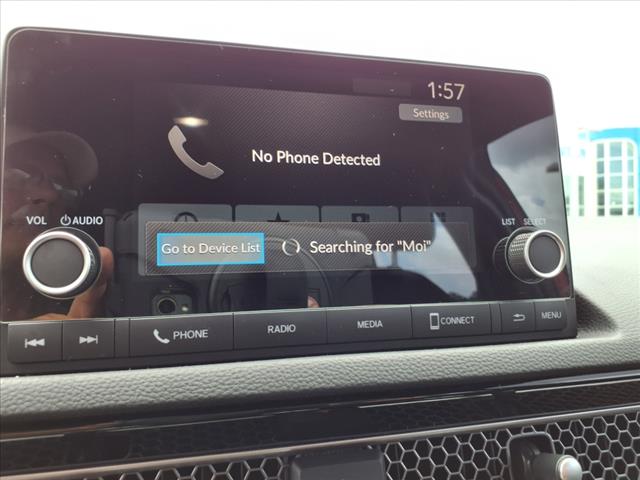 1:57
Settings
No Phone Detected
VOL AUDIO
LIST SELECT
Go to Device List Searching for "Moi"
PHONE RADIO MEDIA CONNECT MENU